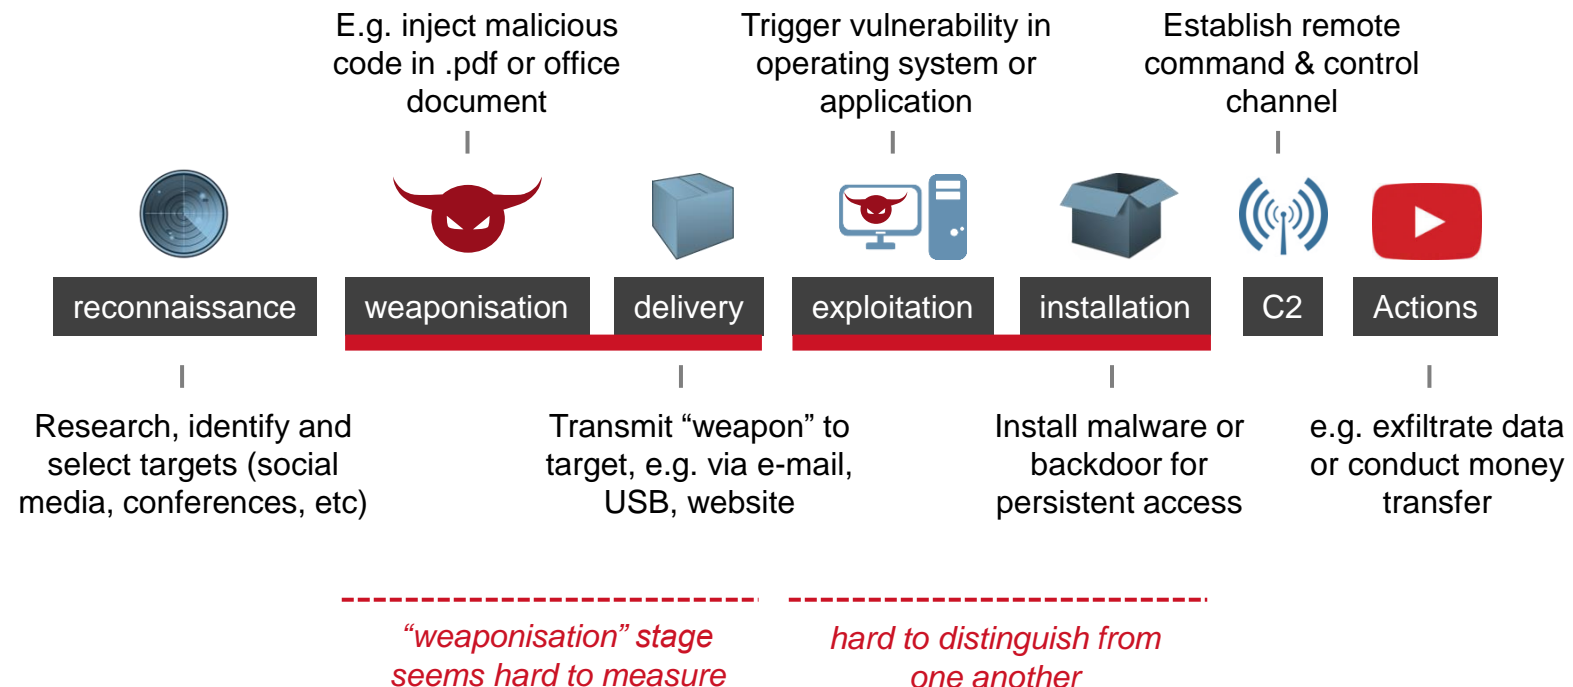 E.g. inject malicious
code in .pdf or office
document
Trigger vulnerability in
operating system or
application
Establish remote
command & control
channel
reconnaissance
weaponisation
delivery
exploitation
installation
C2
Actions
Research, identify and
select targets (social
media, conferences, etc)
Transmit “weapon” to
target, e.g. via e-mail,
USB, website
Install malware or
backdoor for
persistent access
e.g. exfiltrate data
or conduct money
transfer
“weaponisation” stage
seems hard to measure
hard to distinguish from
one another